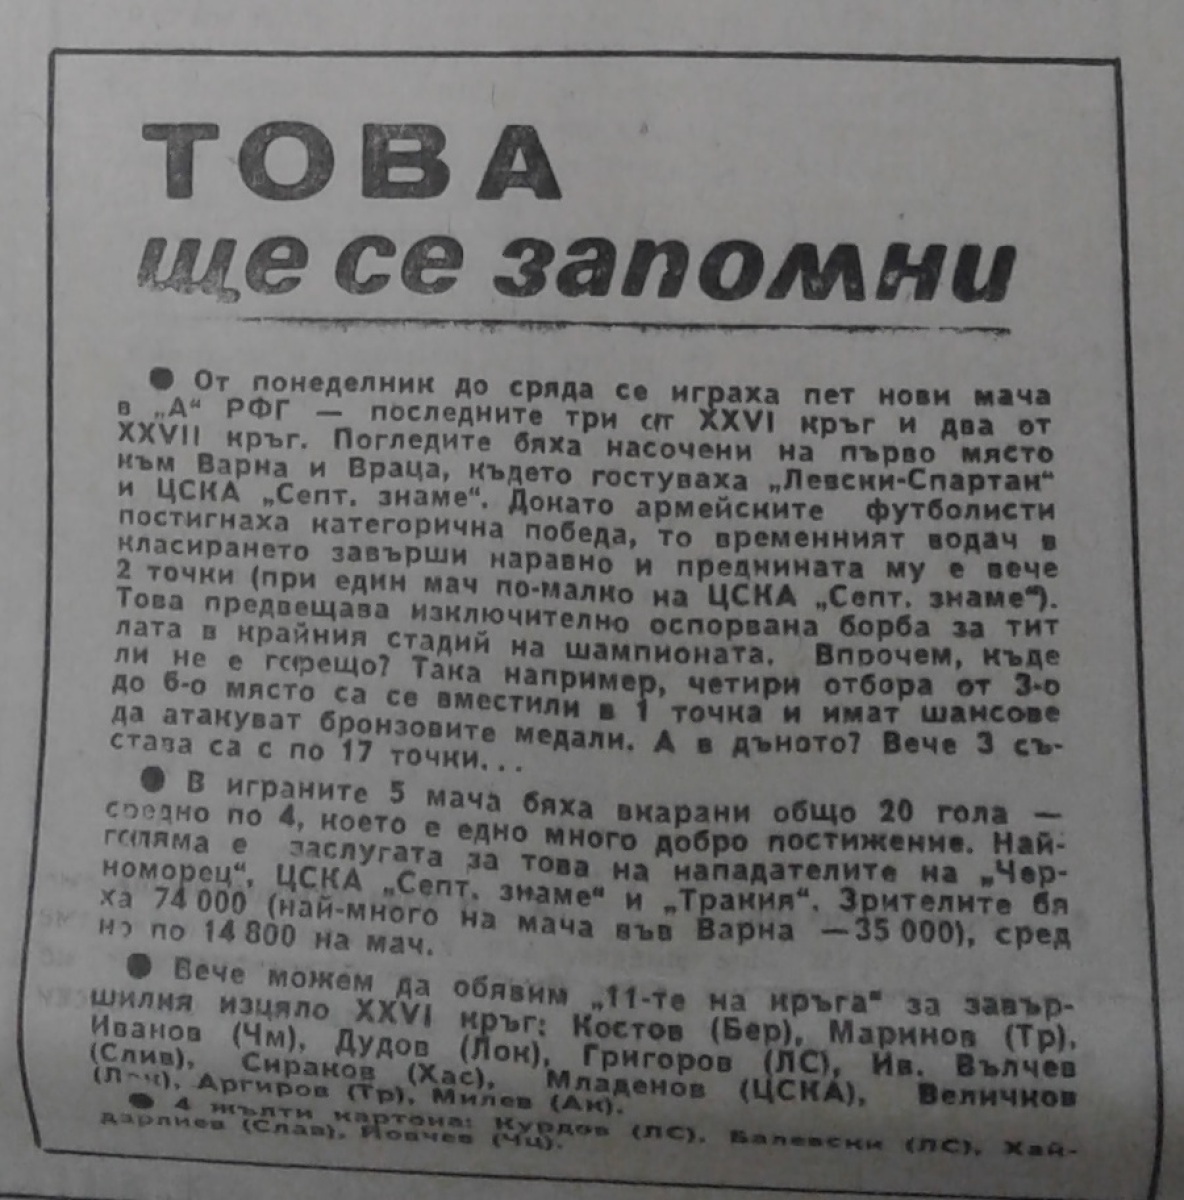 ТОВА
ще се запомни
● От понеделник до сряда се играха пет нови мача
в „А“ РФГ — последните три от XXVI кръг и два от
XXVII кръг. Погледите бяха насочени на първо място
към Варна и Враца, където гостуваха „Левски-Спартак“
и ЦСКА „Септ. знаме“. Докато армейските футболисти
постигнаха категорична победа, то временният водач в
класирането завърши наравно и преднината му е вече
2 точки (при един мач по-малко на ЦСКА „Септ. знаме“).
Това предвещава изключително оспорвана борба за тит
лата в крайния стадий на шампионата. Впрочем, къде
ли не е горещо? Така например, четири отбора от 3-о
до 6-о място са се вместили в 1 точка и имат шансове
да атакуват бронзовите медали. А в дъното? Вече 3 съ-
става са с по 17 точки...
● В играните 5 мача бяха вкарани общо 20 гола —
средно по 4, което е едно много добро постижение. Най-
голяма е заслугата за това на нападателите на „Чер-
номорец“, ЦСКА „Септ. знаме“ и „Тракия“. Зрителите бя
ха 74 000 (най-много на мача във Варна —35 000), сред
но по 14 800 на мач.
● Вече можем да обявим „11-те на кръга“ за завър-
шилия изцяло XXVI кръг: Костов (Бер), Маринов (Тр),
Иванов (Чм), Дудов (Лок), Григоров (ЛС), Ив. Вълчев
(Слив), Сираков (Хас), Младенов (ЦСКА), Величков
Аргиров (Тр), Милев (Ак).
● 4 жълти картона: Курдов (ЛС), Балевски (ЛС), Хай-
дарлиев (Слав), Йовчев (Чц).